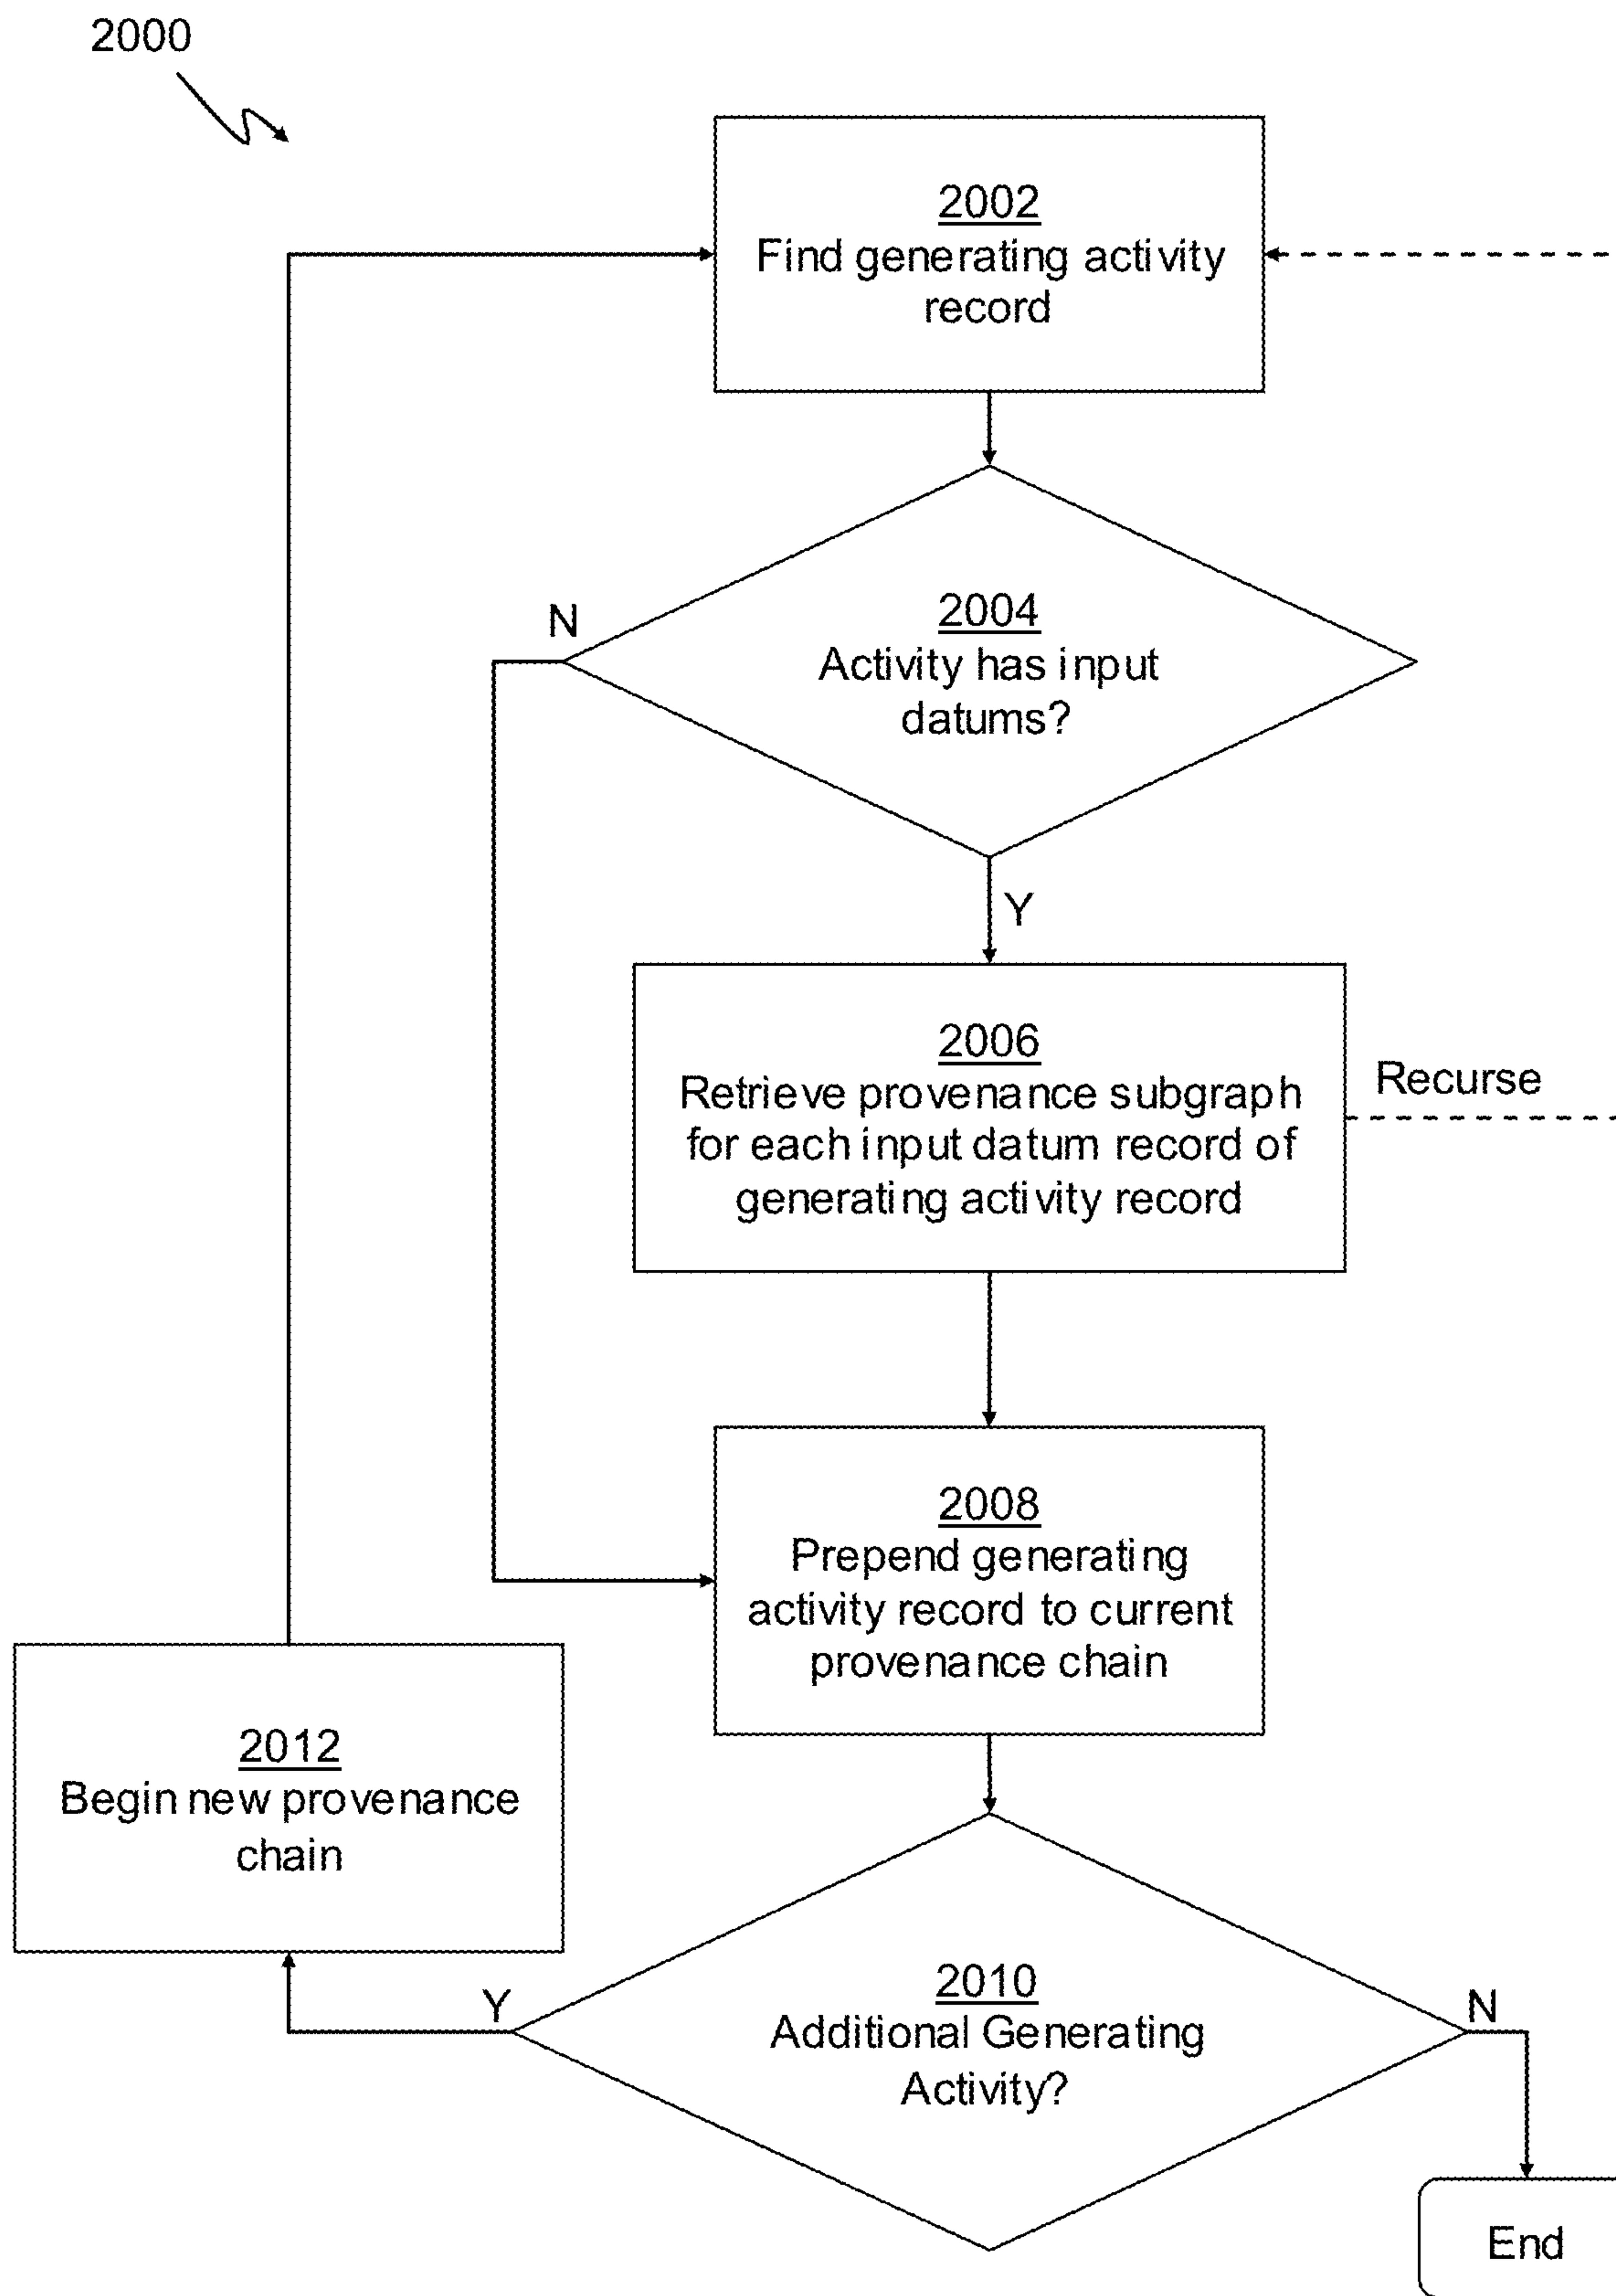 2000
2002
Find generating activity
record
N
2004
Activity has input
datums?
Y
2006
Retrieve provenance subgraph
for each input datum record of
generating activity record
Recurse
2008
Prepend generating
activity record to current
provenance chain
2012
Begin new provenance
chain
Y
2010
Additional Generating
Activity?
N
End